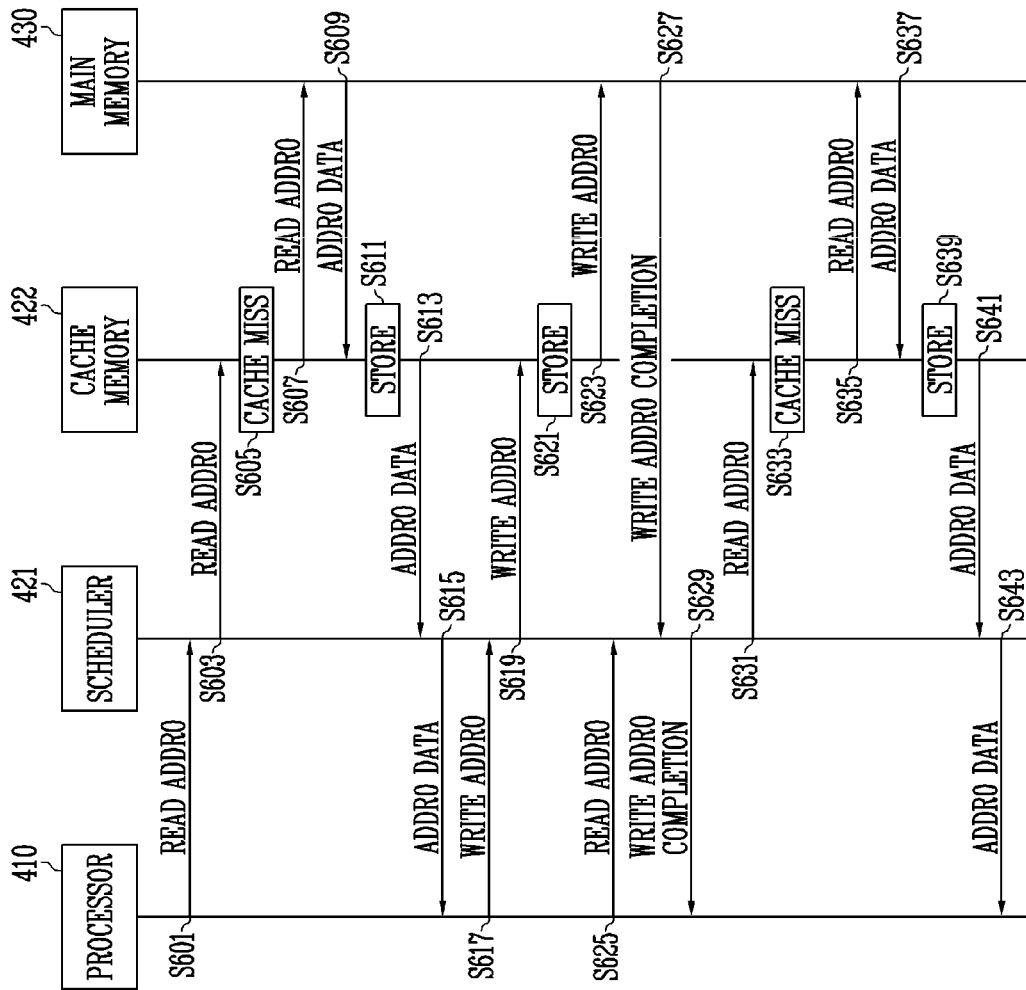 430
MAIN
MEMORY
422
CACHE
MEMORY
421
SCHEDULER
410
PROCESSOR
S601
READ ADDR0
S603
READ ADDR0
S605
CACHE MISS
S607
READ ADDR0
S609
ADDR0 DATA
S611
STORE
S613
ADDR0 DATA
S615
ADDR0 DATA
S617
WRITE ADDR0
S619
WRITE ADDR0
S621
STORE
S623
WRITE ADDR0
S625
READ ADDR0
S627
WRITE ADDR0 COMPLETION
S629
WRITE ADDR0
COMPLETION
S631
READ ADDR0
S633
CACHE MISS
S635
READ ADDR0
S637
ADDR0 DATA
S639
STORE
S641
ADDR0 DATA
S643
ADDR0 DATA